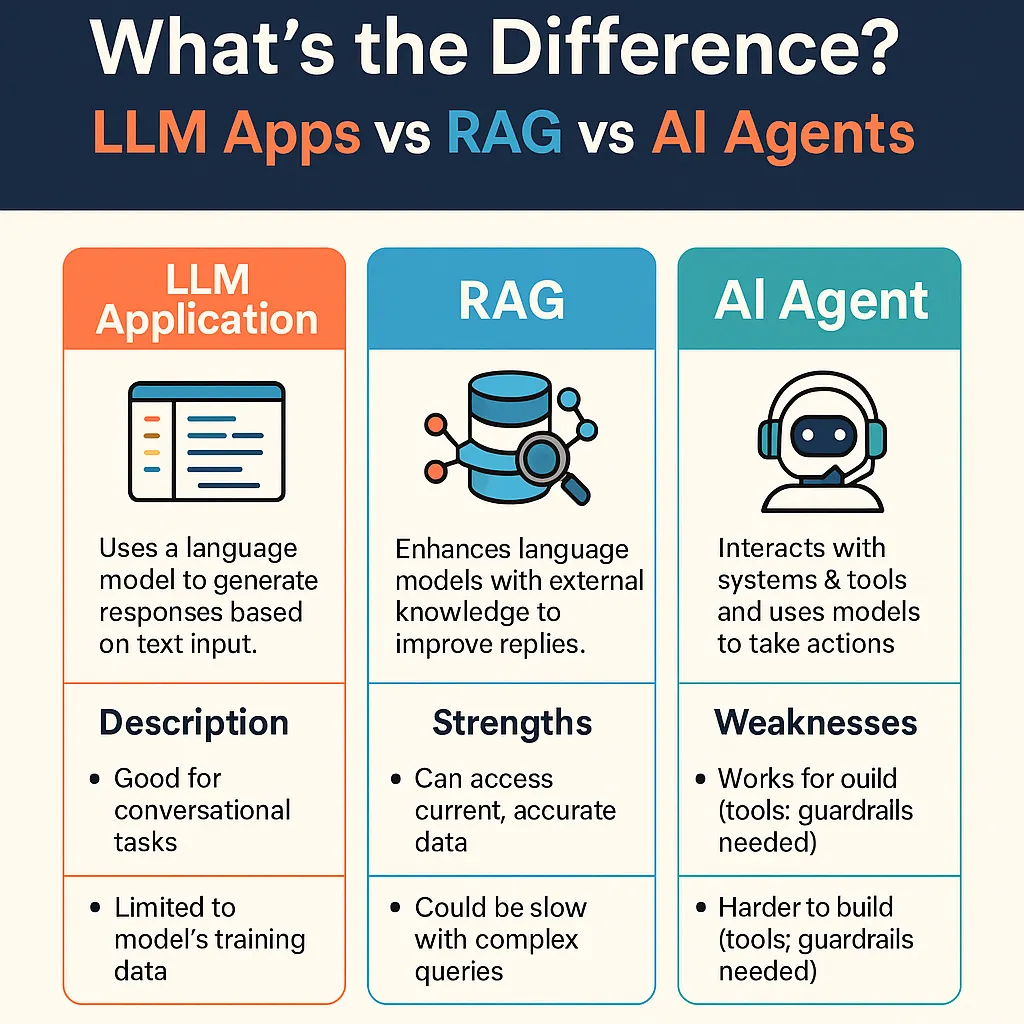 What's the Difference?
LLM Apps vs RAG vs AI Agents
LLM
Application
Uses a language
model to generate
responses based
on text input.
Description
• Good for
conversational
tasks
• Limited to
model's training
data
RAG
Enhances language
models with external
knowledge to
improve replies.
Strengths
• Can access
current, accurate
data
• Could be slow
with complex
queries
AI Agent
Interacts with
systems & tools
and uses models
to take actions
Weaknesses
• Works for ouild
(tools: guardrails
needed)
• Harder to build
(tools; guardrails
needed)